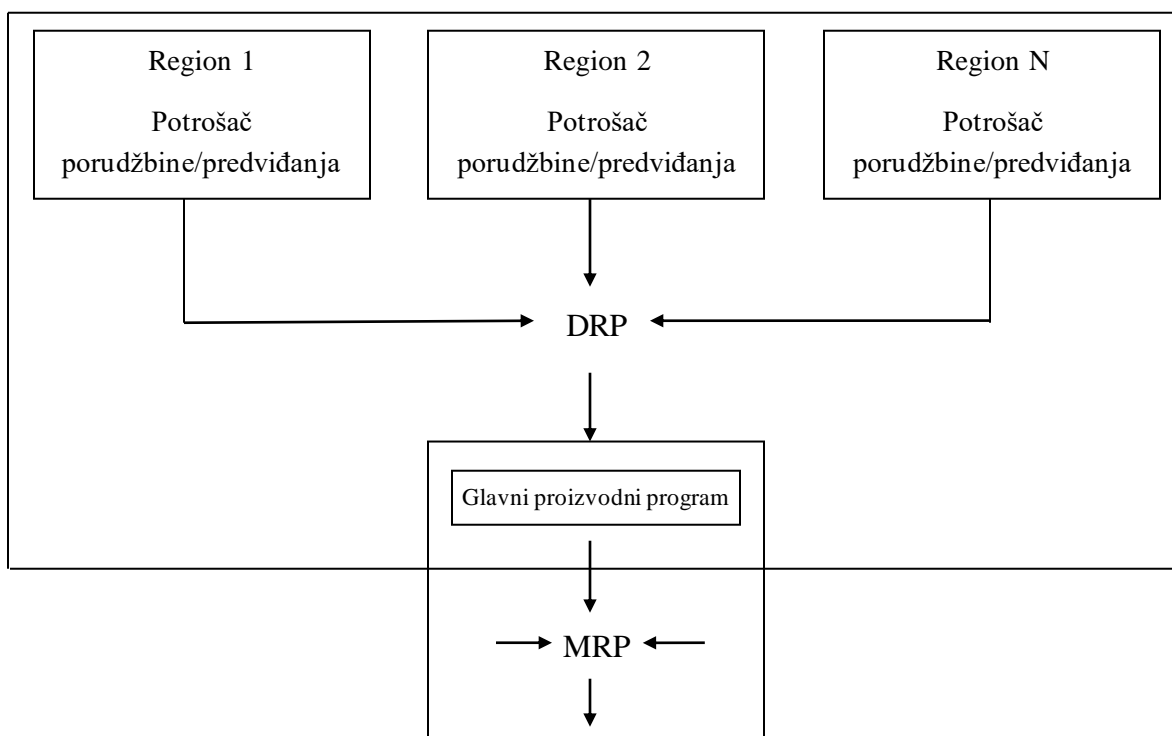 Region 1
Potrošač
porudžbine/predviđanja
Region 2
Potrošač
porudžbine/predviđanja
Region N
Potrošač
porudžbine/predviđanja
DRP
Glavni proizvodni program
MRP